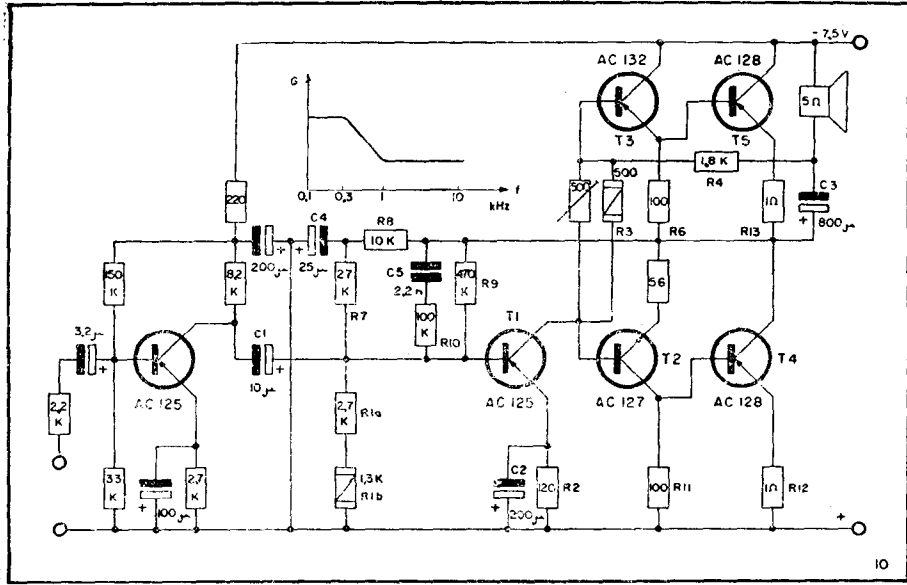 - 7,5 V
AC 132
AC 128
G
5Ω
T3
T5
500
1,8 K
R4
0,1
0,3
1
10
f
kHz
500
C3
+
800µ
220
C4
R8
10 K
100
1Ω
R3
R6
R13
+
+
150
K
8,2
K
200µ
25µ
C5
2,2 n
27
K
470
K
R9
56
100
K
R7
R10
T1
3,2µ
C1
T2
T4
+
+
2,2
K
AC 125
10µ
2,7
K
R1a
AC 125
AC 127
AC 128
33
K
2,7
K
1,3K
R1b
C2
120
R2
100
R11
1Ω
R12
+
100µ
+
200µ
+
10